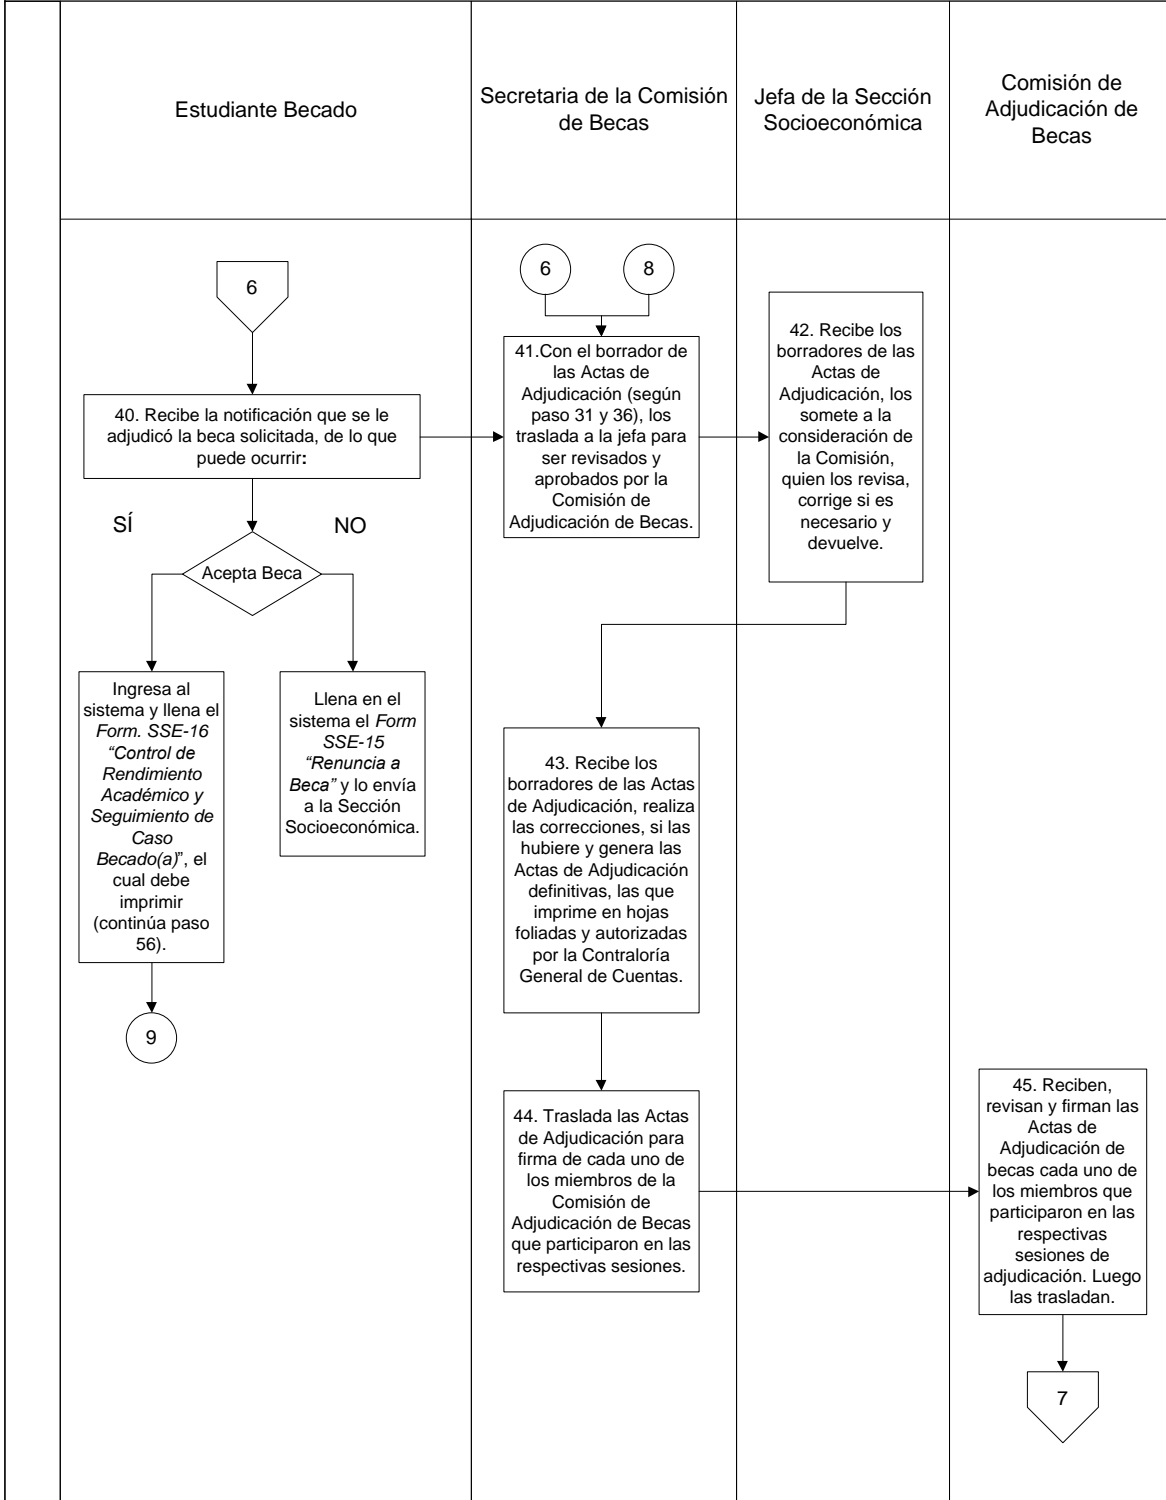 Estudiante Becado
Secretaria de la Comisión
de Becas
Jefa de la Sección
Socioeconómica
Comisión de
Adjudicación de
Becas
6
40. Recibe la notificación que se le
adjudicó la beca solicitada, de lo que
puede ocurrir:
SÍ
NO
Acepta Beca
Ingresa al
sistema y llena el
Form. SSE-16
“Control de
Rendimiento
Académico y
Seguimiento de
Caso
Becado(a)”, el
cual debe
imprimir
(continúa paso
56).
9
Llena en el
sistema el Form
SSE-15
“Renuncia a
Beca” y lo envía
a la Sección
Socioeconómica.
6
8
41.Con el borrador de
las Actas de
Adjudicación (según
paso 31 y 36), los
traslada a la jefa para
ser revisados y
aprobados por la
Comisión de
Adjudicación de Becas.
42. Recibe los
borradores de las
Actas de
Adjudicación, los
somete a la
consideración de
la Comisión,
quien los revisa,
corrige si es
necesario y
devuelve.
43. Recibe los
borradores de las Actas
de Adjudicación, realiza
las correcciones, si las
hubiere y genera las
Actas de Adjudicación
definitivas, las que
imprime en hojas
foliadas y autorizadas
por la Contraloría
General de Cuentas.
44. Traslada las Actas
de Adjudicación para
firma de cada uno de
los miembros de la
Comisión de
Adjudicación de Becas
que participaron en las
respectivas sesiones.
45. Reciben,
revisan y firman las
Actas de
Adjudicación de
becas cada uno de
los miembros que
participaron en las
respectivas
sesiones de
adjudicación. Luego
las trasladan.
7